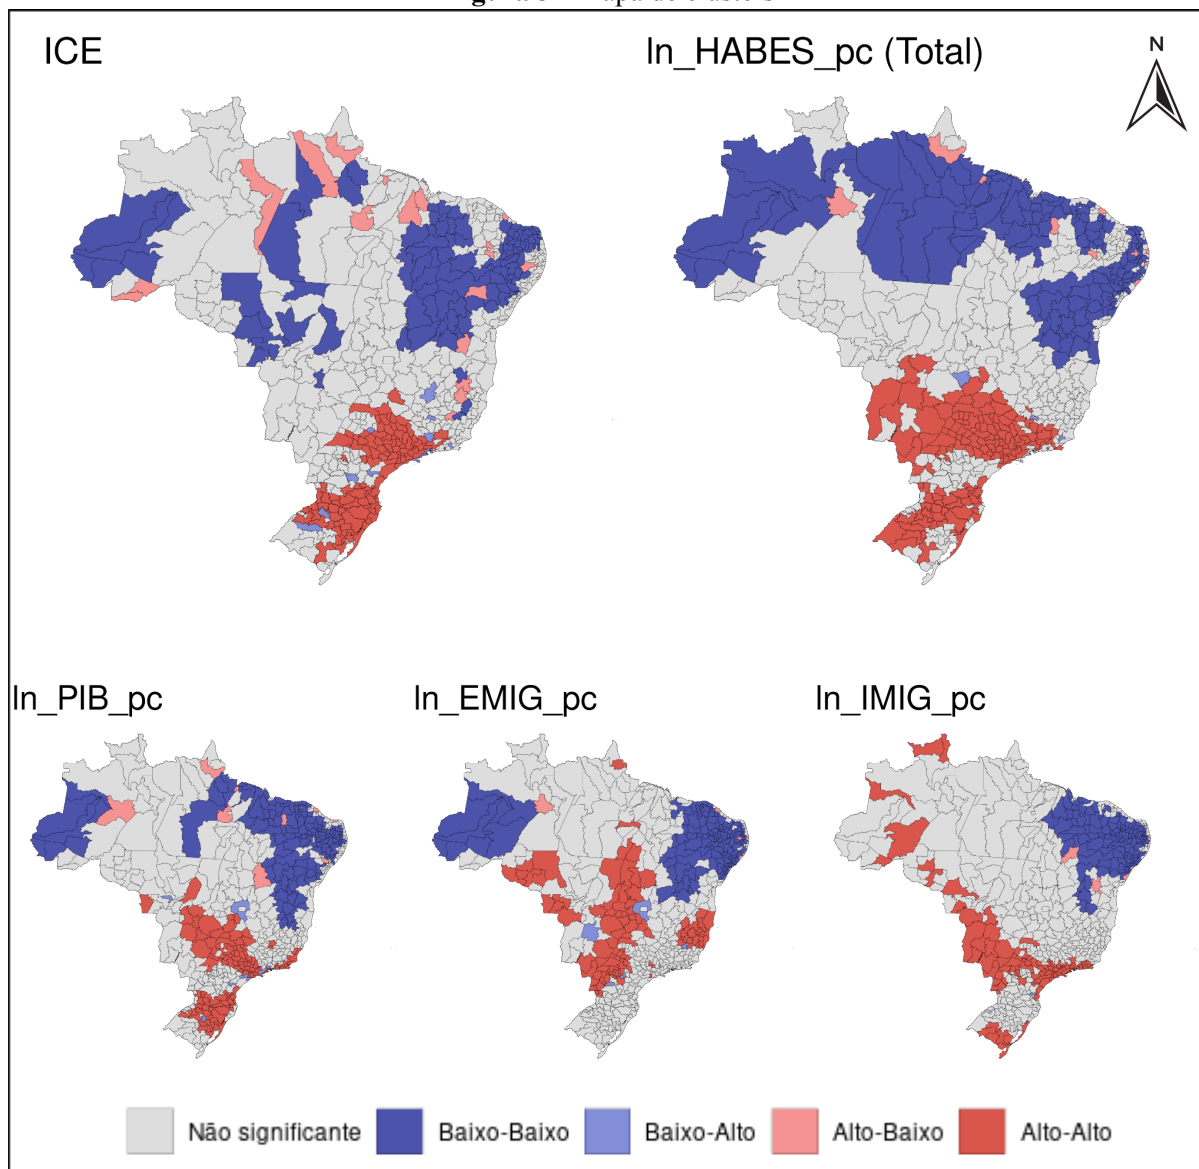 ICE
ln_HABES_pc (Total)
N
ln_PIB_pc
ln_EMIG_pc
ln_IMIG_pc
Não significante
Baixo-Baixo
Baixo-Alto
Alto-Baixo
Alto-Alto